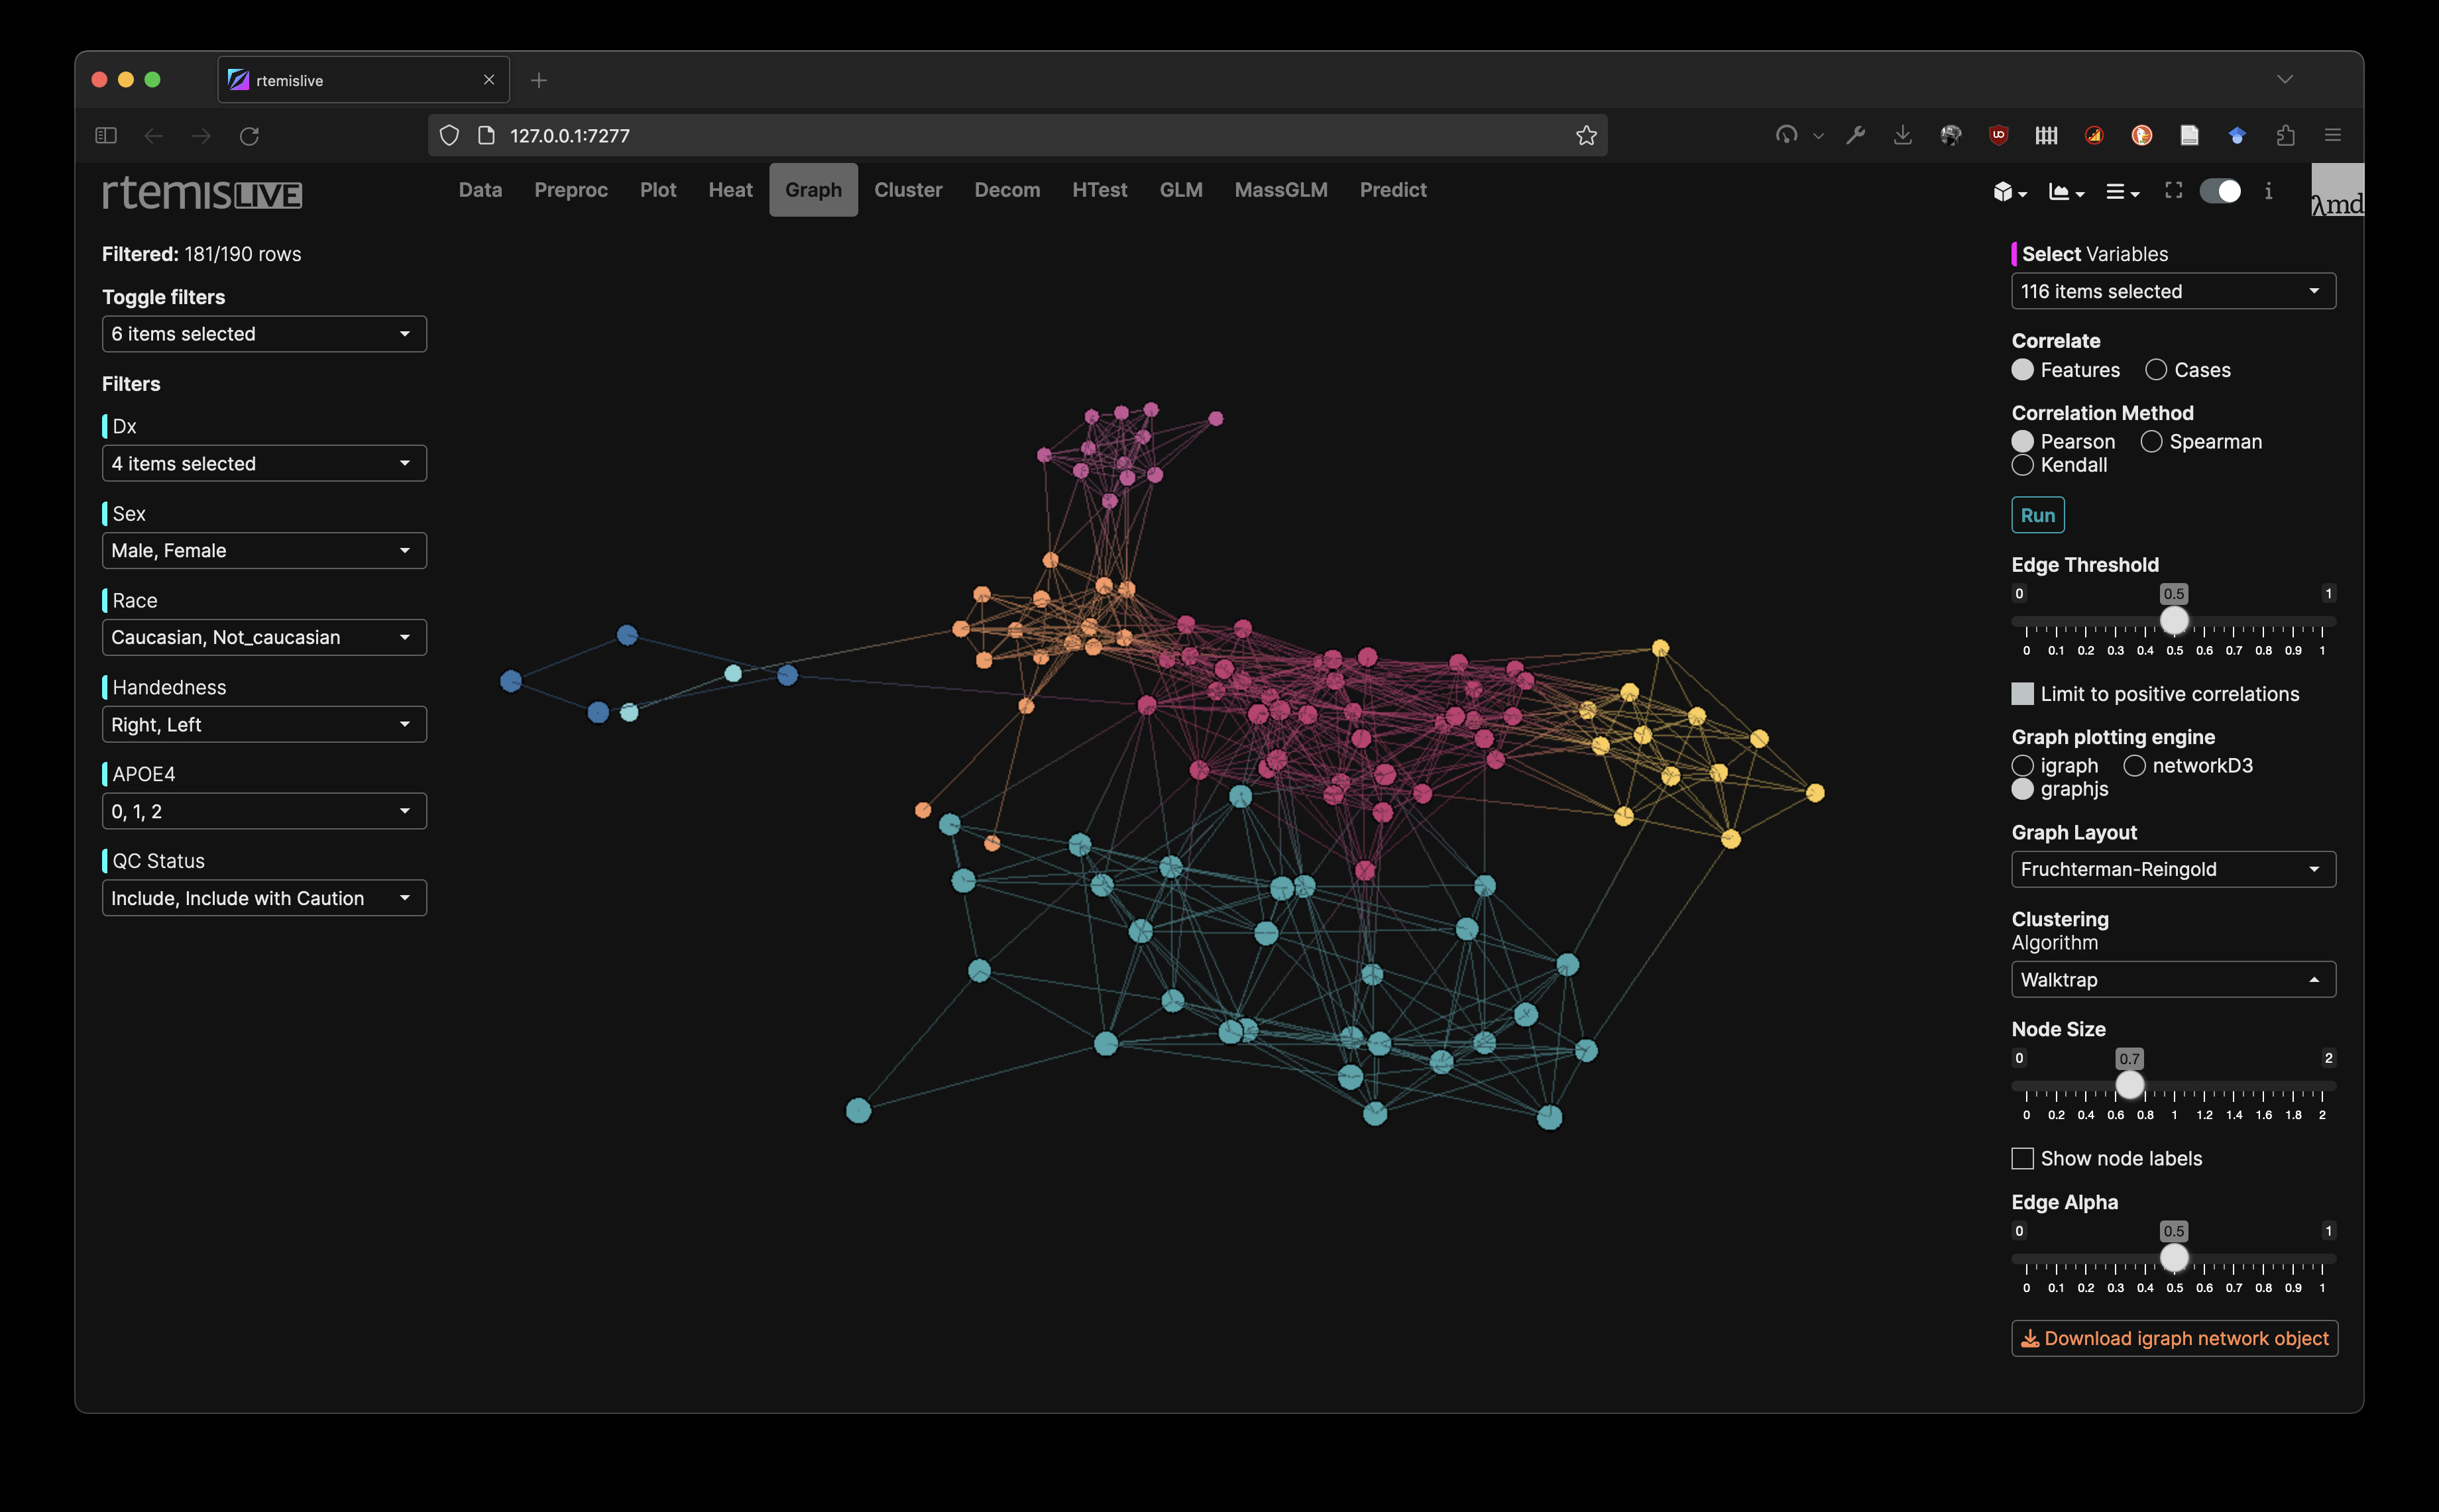 rtemislive
127.0.0.1:7277
rtemisLIVE
Data Preproc Plot Heat Graph Cluster Decom HTest GLM MassGLM Predict
λmd
Filtered: 181/190 rows
Toggle filters
6 items selected
Filters
Dx
4 items selected
Sex
Male, Female
Race
Caucasian, Not_caucasian
Handedness
Right, Left
APOE4
0, 1, 2
QC Status
Include, Include with Caution
Select Variables
116 items selected
Correlate
Features Cases
Correlation Method
Pearson Spearman
Kendall
Run
Edge Threshold
0 0.5 1
0 0.1 0.2 0.3 0.4 0.5 0.6 0.7 0.8 0.9 1
Limit to positive correlations
Graph plotting engine
igraph networkD3
graphjs
Graph Layout
Fruchterman-Reingold
Clustering
Algorithm
Walktrap
Node Size
0 0.7 2
0 0.2 0.4 0.6 0.8 1 1.2 1.4 1.6 1.8 2
Show node labels
Edge Alpha
0 0.5 1
0 0.1 0.2 0.3 0.4 0.5 0.6 0.7 0.8 0.9 1
Download igraph network object